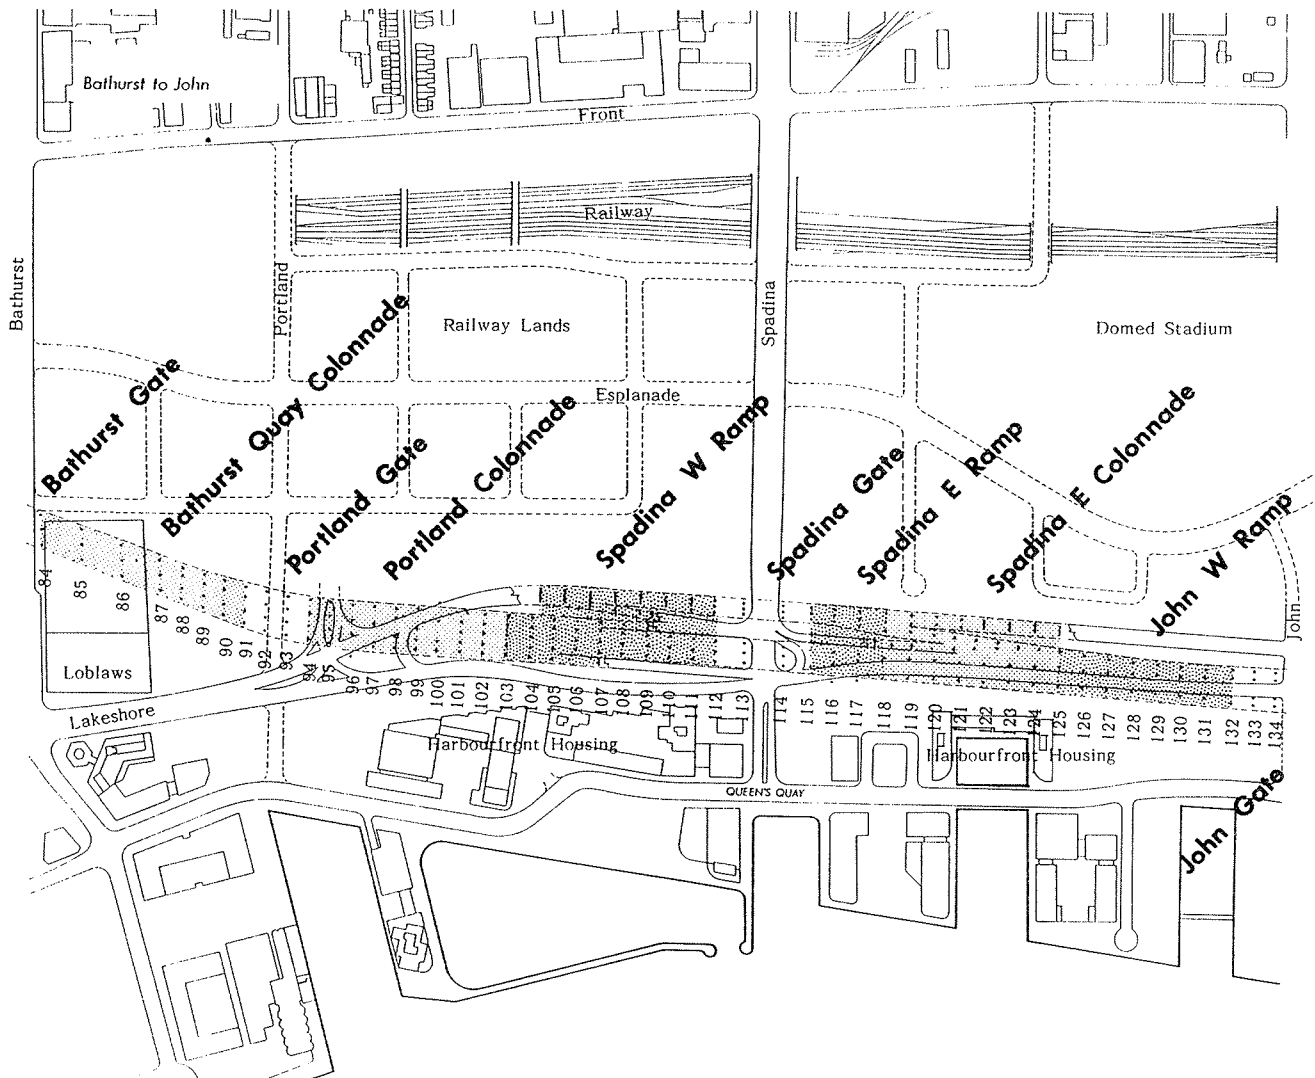 Bathurst to John
Front
Railway
Bathurst
Portland
Spadina
Railway Lands
Domed Stadium
Esplanade
Bathurst Gate
Bathurst Quay Colonnade
Portland Gate
Portland Colonnade
Spadina W Ramp
Spadina Gate
Spadina E Ramp
Spadina E Colonnade
John W Ramp
John
84
85
86
87
88
89
90
91
92
93
94
95
96
97
98
99
100
101
102
103
104
105
106
107
108
109
110
111
112
113
114
115
116
117
118
119
120
121
122
123
124
125
126
127
128
129
130
131
132
133
134
Loblaws
Lakeshore
Harbourfront Housing
Harbourfront Housing
QUEEN'S QUAY
John Gate